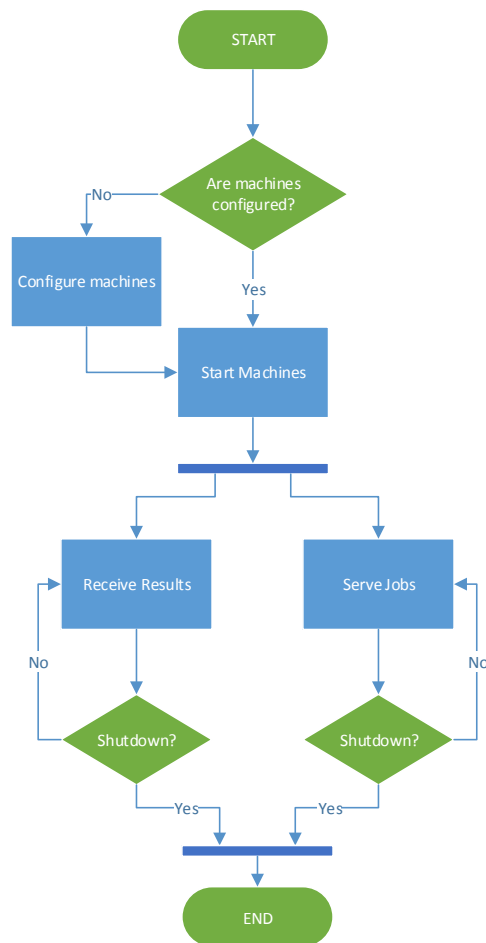 START
Are machines
configured?
No
Configure machines
Yes
Start Machines
Receive Results
Serve Jobs
No
No
Shutdown?
Shutdown?
Yes
Yes
END